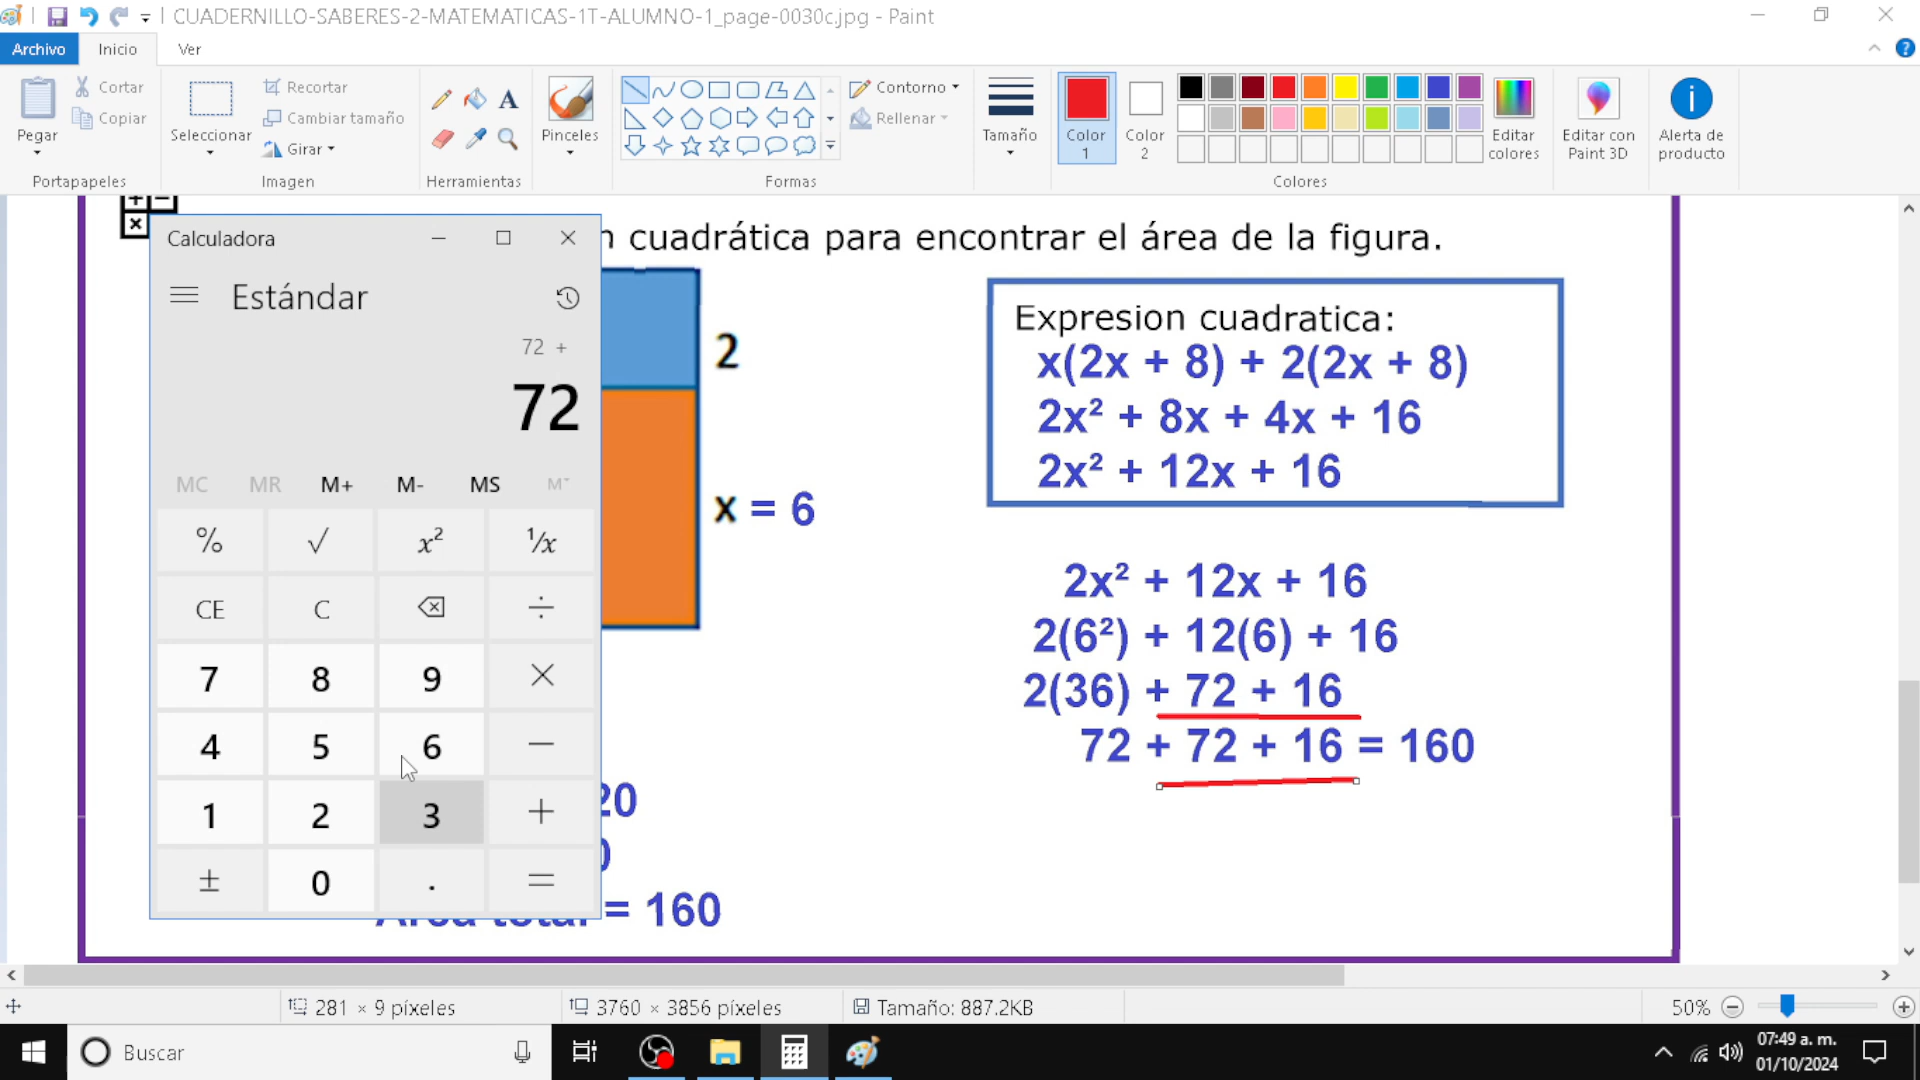 CUADERNILLO-SABERES-2-MATEMATICAS-1T-ALUMNO-1_page-0030c.jpg - Paint
Archivo
Inicio
Ver
Pegar
Cortar
Copiar
Portapapeles
Seleccionar
Recortar
Cambiar tamaño
Girar
Imagen
A
Herramientas
Pinceles
Formas
Contorno
Rellenar
Tamaño
Color 1
Color 2
Colores
Editar colores
Editar con Paint 3D
Alerta de producto
cuadrática para encontrar el área de la figura.
Calculadora
Estándar
72 +
72
MC MR M+ M- MS
% √ x² ¹/x
CE C ÷
7 8 9 ×
4 5 6 −
1 2 3 +
± 0 . =
2
x = 6
20
= 160
Expresion cuadratica:
x(2x + 8) + 2(2x + 8)
2x² + 8x + 4x + 16
2x² + 12x + 16
2x² + 12x + 16
2(6²) + 12(6) + 16
2(36) + 72 + 16
72 + 72 + 16 = 160
281 × 9 píxeles
3760 × 3856 píxeles
Tamaño: 887.2KB
50%
Buscar
07:49 a. m.
01/10/2024